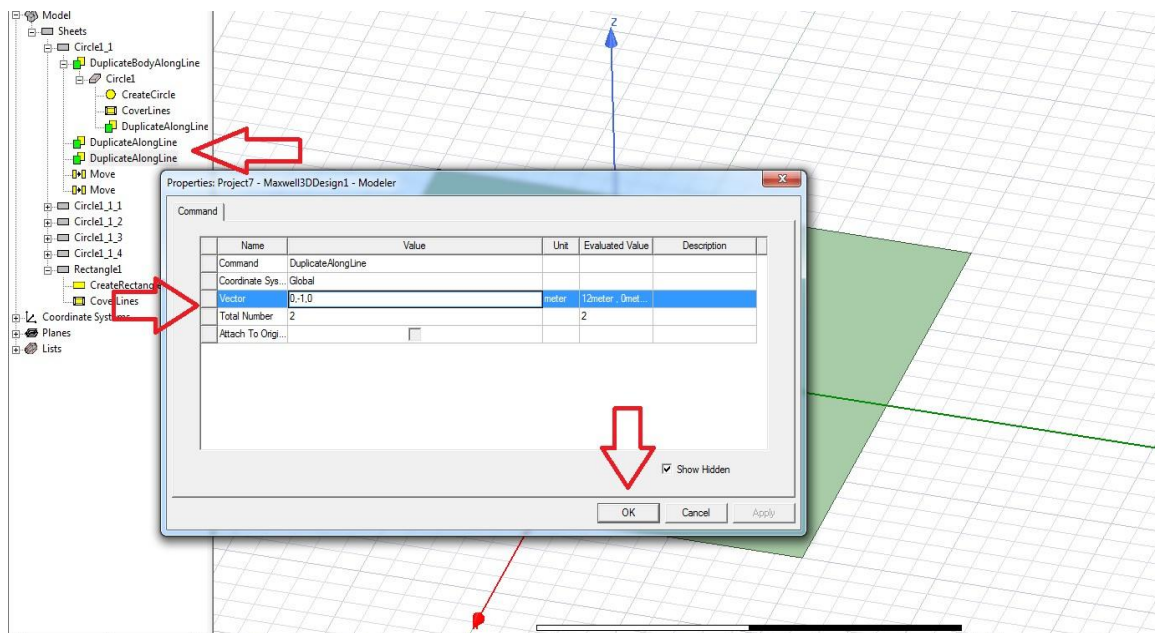 Model
Sheets
Circle1_1
DuplicateBodyAlongLine
Circle1
CreateCircle
CoverLines
DuplicateAlongLine
DuplicateAlongLine
DuplicateAlongLine
Move
Move
Circle1_1_1
Circle1_1_2
Circle1_1_3
Circle1_1_4
Rectangle1
CreateRectangle
CoverLines
Coordinate Systems
Planes
Lists
Z
Properties: Project7 - Maxwell3DDesign1 - Modeler
Command
Name Value Unit Evaluated Value Description
Command DuplicateAlongLine
Coordinate Sys... Global
Vector 0,-1,0 meter 12meter , 0met...
Total Number 2 2
Attach To Origi...
Show Hidden
OK Cancel Apply